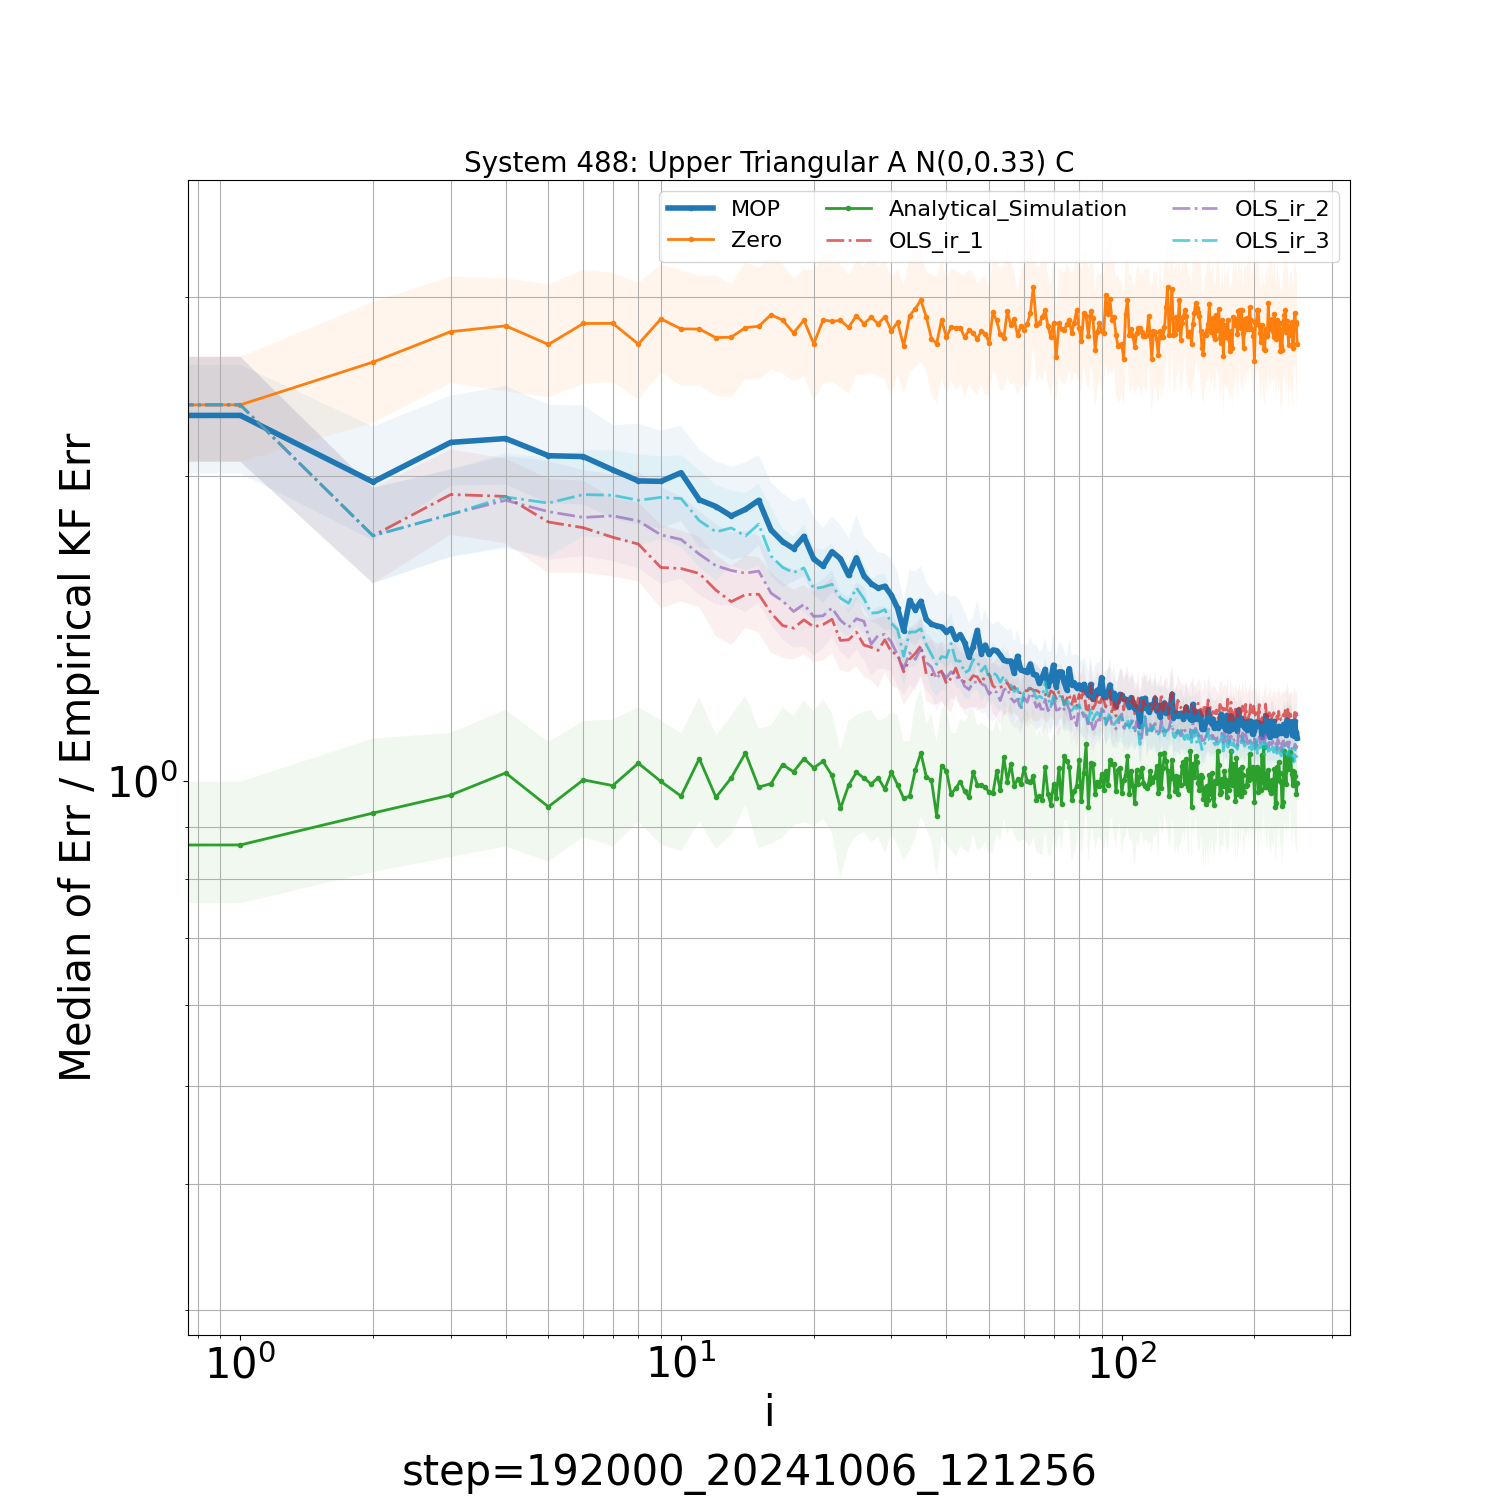 System 488: Upper Triangular A N(0,0.33) C
MOP
Zero
Analytical_Simulation
OLS_ir_1
OLS_ir_2
OLS_ir_3
Median of Err / Empirical KF Err
10⁰
10⁰ 10¹ 10²
i
step=192000_20241006_121256